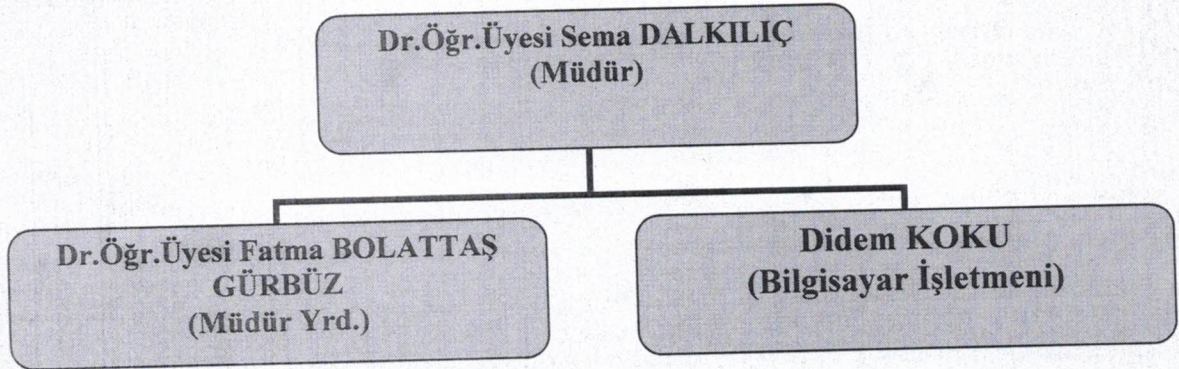 Dr.Öğr.Üyesi Sema DALKILIÇ
(Müdür)
Dr.Öğr.Üyesi Fatma BOLATTAŞ
GÜRBÜZ
(Müdür Yrd.)
Didem KOKU
(Bilgisayar İşletmeni)